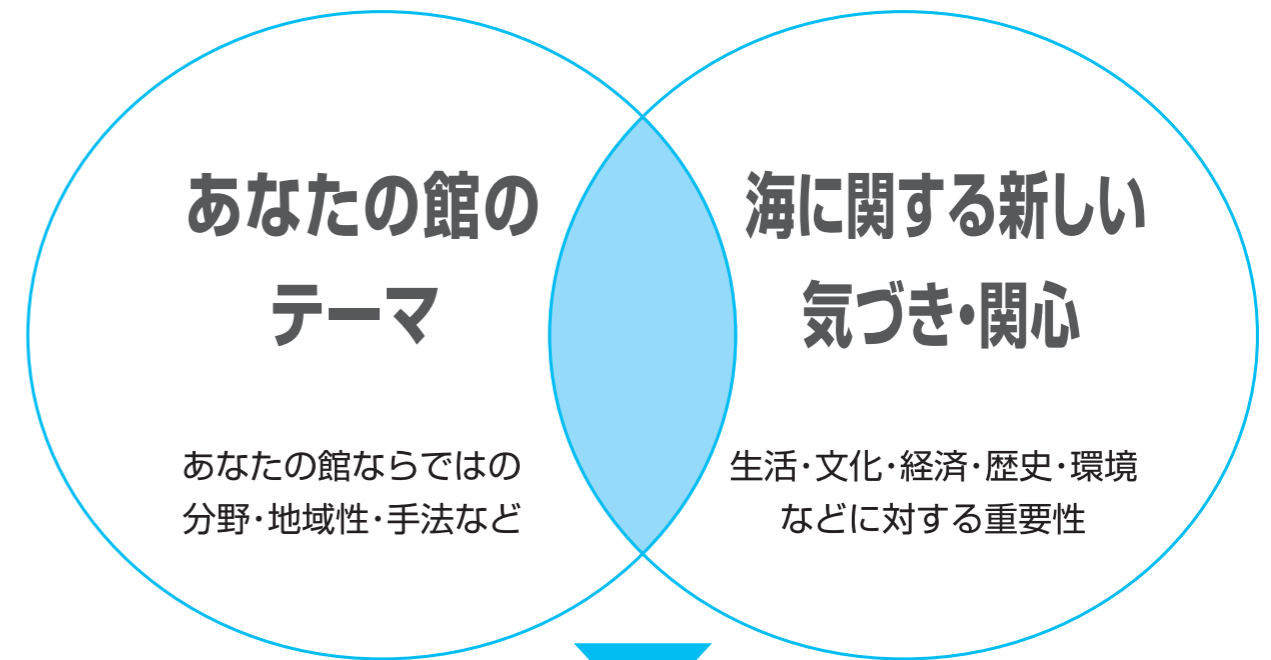 あなたの館の
テーマ
あなたの館ならではの
分野・地域性・手法など
海に関する新しい
気づき・関心
生活・文化・経済・歴史・環境
などに対する重要性